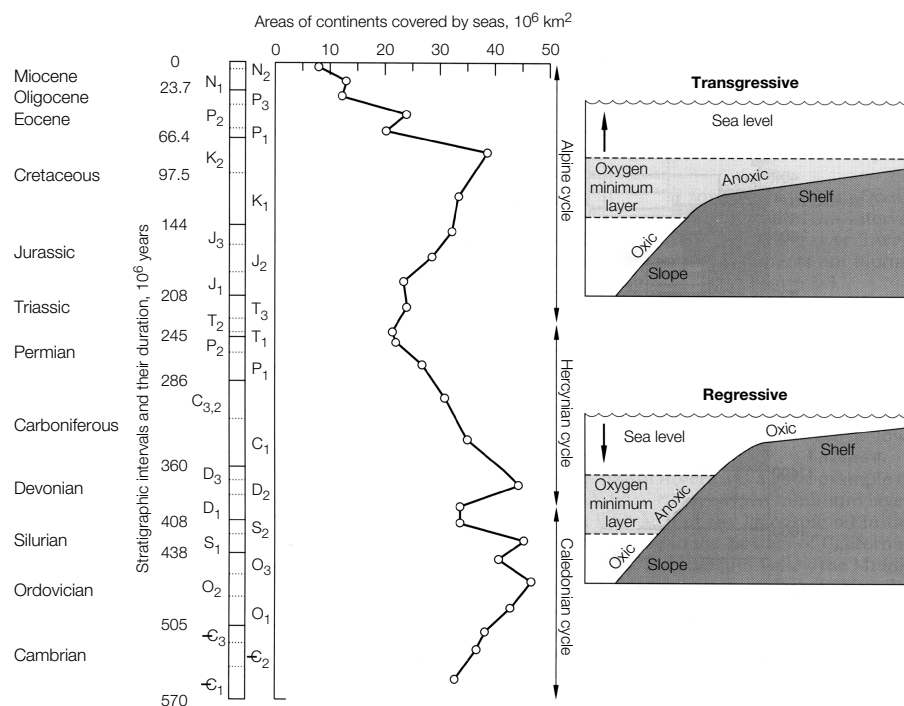 Areas of continents covered by seas, 10⁶ km²
0 10 20 30 40 50
Stratigraphic intervals and their duration, 10⁶ years
Miocene
Oligocene
Eocene
Cretaceous
Jurassic
Triassic
Permian
Carboniferous
Devonian
Silurian
Ordovician
Cambrian
0
23.7
66.4
97.5
144
208
245
286
360
408
438
505
570
N₁
P₂
K₂
J₃
J₁
T₂
P₂
C₃,₂
D₃
D₁
S₁
O₂
Ꞓ₃
Ꞓ₁
N₂
P₃
P₁
K₁
J₂
T₃
T₁
P₁
C₁
D₂
S₂
O₃
O₁
Ꞓ₂
Alpine cycle
Hercynian cycle
Caledonian cycle
Transgressive
Sea level
Oxygen
minimum
layer
Anoxic
Shelf
Oxic
Slope
Regressive
Oxic
Sea level
Shelf
Oxygen
minimum
layer
Anoxic
Oxic
Slope